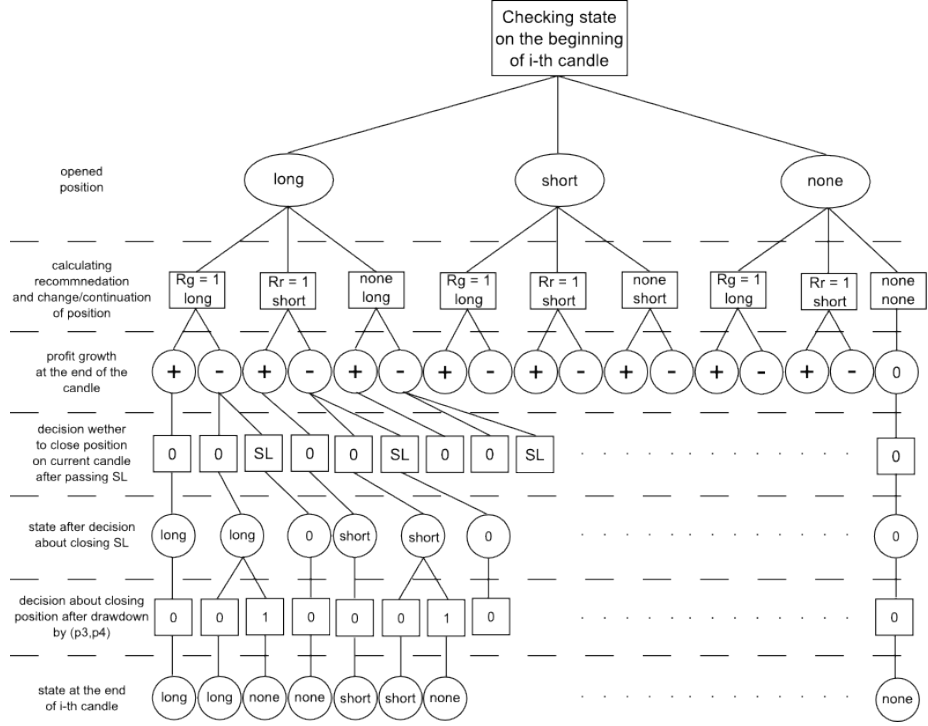 Checking state
on the beginning
of i-th candle
opened
position
long
short
none
calculating
recommnedation
and change/continuation
of position
Rg = 1
long
Rr = 1
short
none
long
Rg = 1
long
Rr = 1
short
none
short
Rg = 1
long
Rr = 1
short
none
none
profit growth
at the end of the
candle
+ - + - + - + - + - + - + - + - 0
decision wether
to close position
on current candle
after passing SL
0 0 SL 0 0 SL 0 0 SL 0
state after decision
about closing SL
long long 0 short short 0 0
decision about closing
position after drawdown
by (p3,p4)
0 0 1 0 0 0 1 0 0
state at the end
of i-th candle
long long none none short short none none